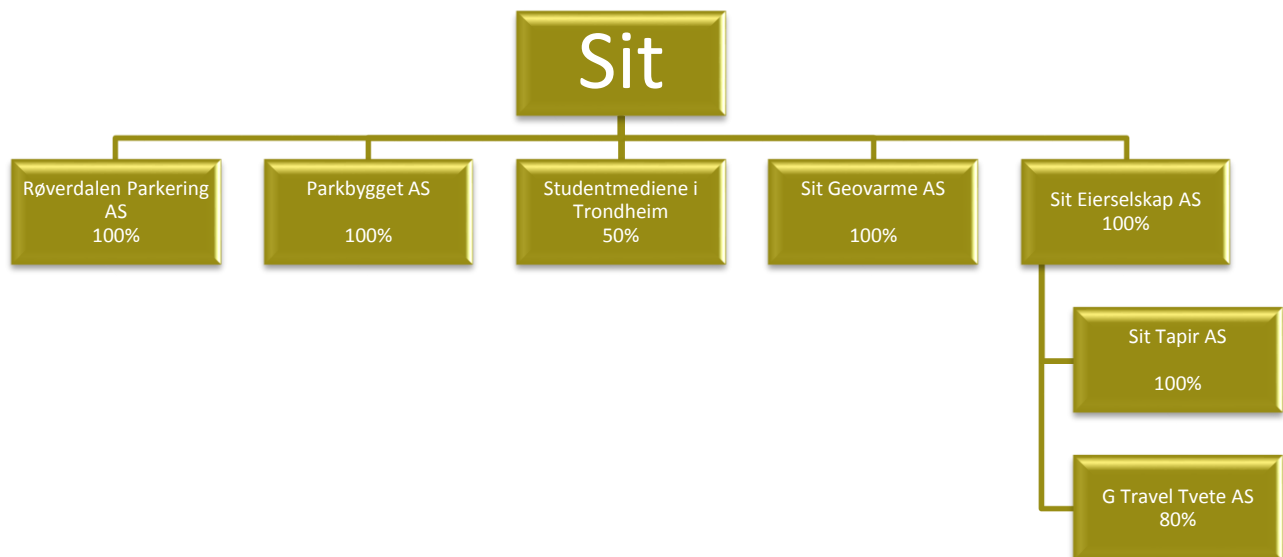 Sit
Røverdalen Parkering
AS
100%
Parkbygget AS
100%
Studentmediene i
Trondheim
50%
Sit Geovarme AS
100%
Sit Eierselskap AS
100%
Sit Tapir AS
100%
G Travel Tvete AS
80%